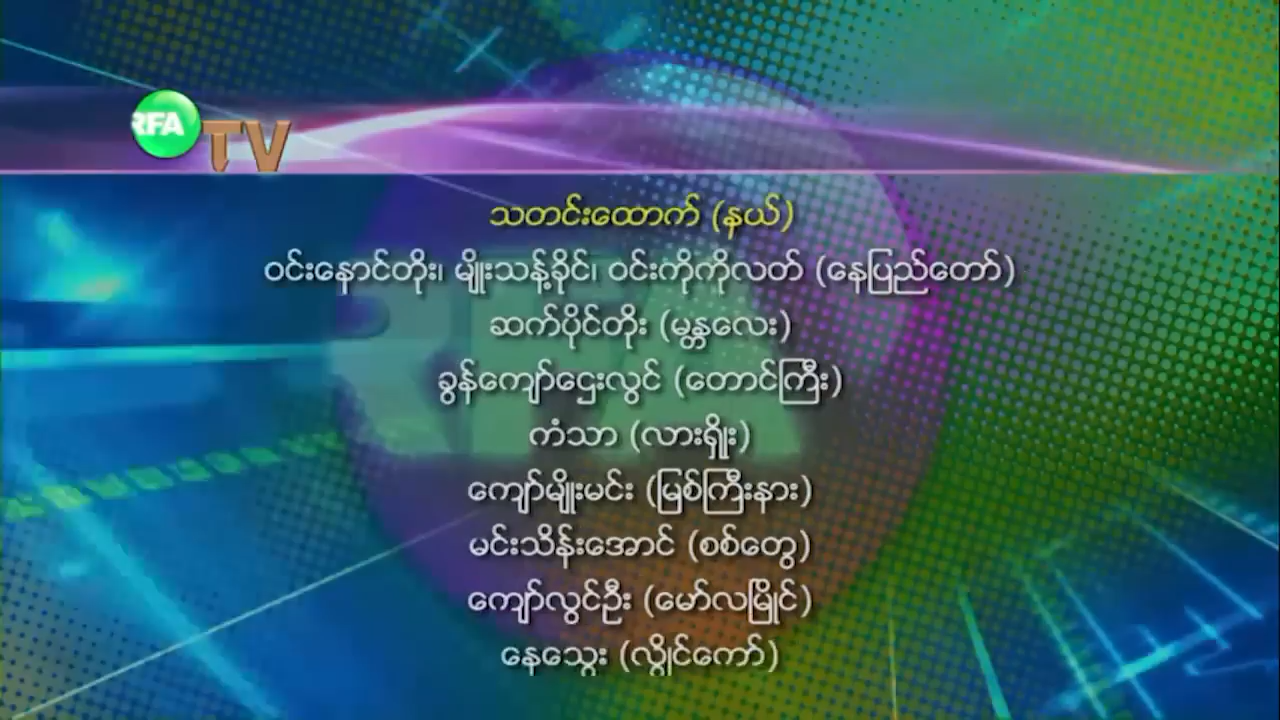 RFA TV
သတင်းထောက် (နယ်)
ဝင်းနောင်တိုး၊ မျိုးသန့်ခိုင်၊ ဝင်းကိုကိုလတ် (နေပြည်တော်)
ဆက်ပိုင်တိုး (မန္တလေး)
ခွန်ကျော်ဌေးလွင် (တောင်ကြီး)
ကံသာ (လားရှိုး)
ကျော်မျိုးမင်း (မြစ်ကြီးနား)
မင်းသိန်းအောင် (စစ်တွေ)
ကျော်လွင်ဦး (မော်လမြိုင်)
နေသွေး (လွိုင်ကော်)
RFA